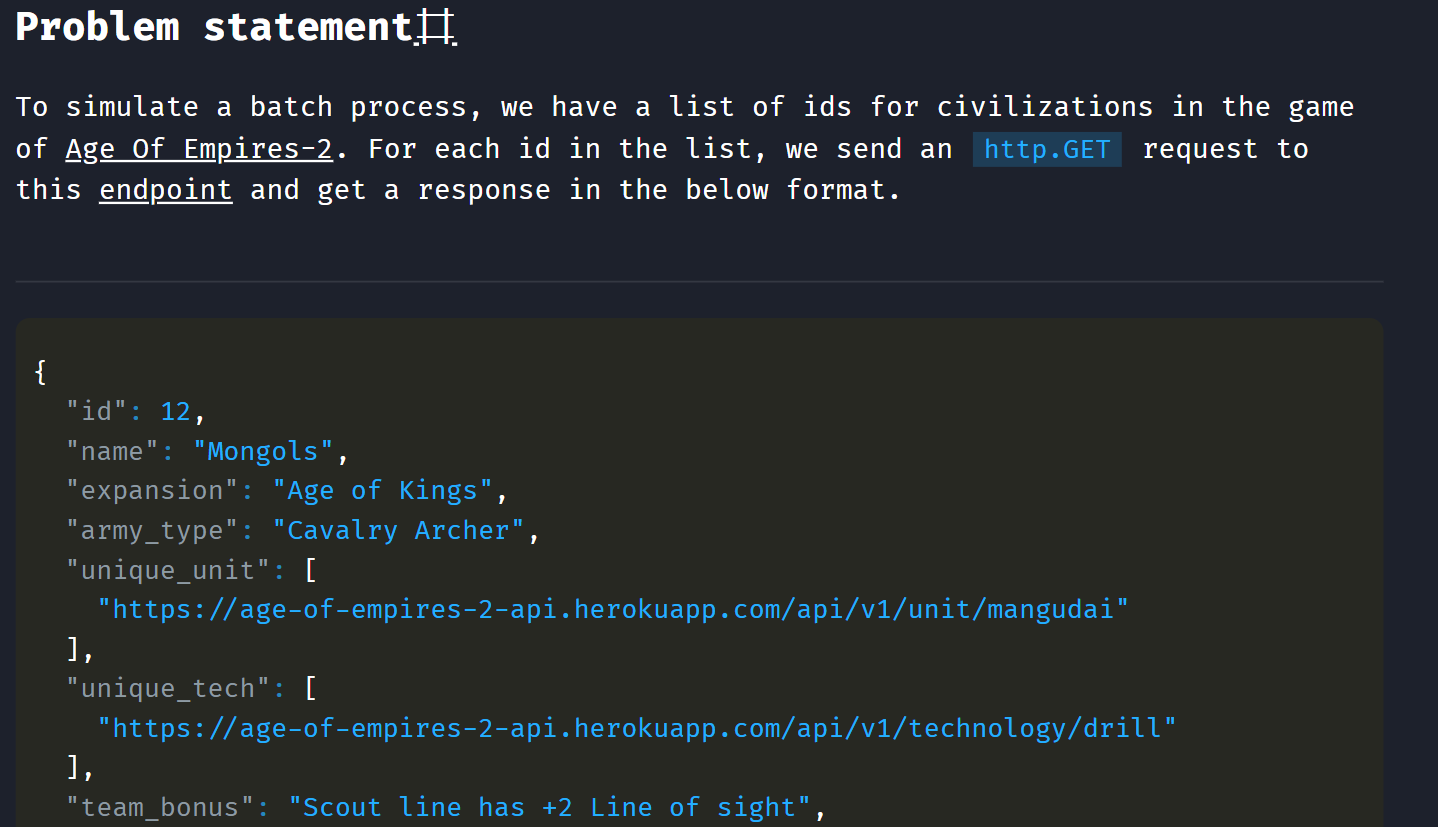 Problem statement#
To simulate a batch process, we have a list of ids for civilizations in the game
of Age Of Empires-2. For each id in the list, we send an http.GET request to
this endpoint and get a response in the below format.
{
  "id": 12,
  "name": "Mongols",
  "expansion": "Age of Kings",
  "army_type": "Cavalry Archer",
  "unique_unit": [
    "https://age-of-empires-2-api.herokuapp.com/api/v1/unit/mangudai"
  ],
  "unique_tech": [
    "https://age-of-empires-2-api.herokuapp.com/api/v1/technology/drill"
  ],
  "team_bonus": "Scout line has +2 Line of sight",